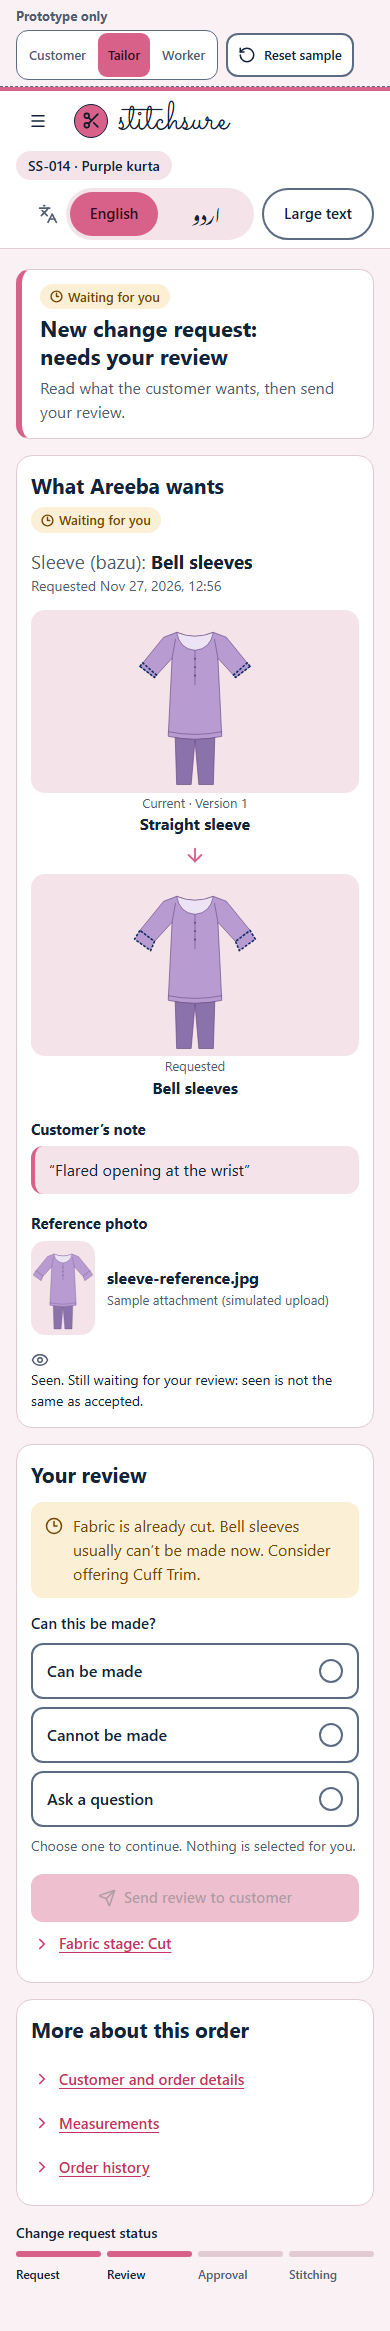 Prototype only
Customer Tailor Worker Reset sample
stitchsure
SS-014 · Purple kurta
English اردو Large text
Waiting for you
New change request:
needs your review
Read what the customer wants, then send
your review.
What Areeba wants
Waiting for you
Sleeve (bazu): Bell sleeves
Requested Nov 27, 2026, 12:56
Current · Version 1
Straight sleeve
Requested
Bell sleeves
Customer’s note
“Flared opening at the wrist”
Reference photo
sleeve-reference.jpg
Sample attachment (simulated upload)
Seen. Still waiting for your review: seen is not the
same as accepted.
Your review
Fabric is already cut. Bell sleeves
usually can’t be made now. Consider
offering Cuff Trim.
Can this be made?
Can be made
Cannot be made
Ask a question
Choose one to continue. Nothing is selected for you.
Send review to customer
Fabric stage: Cut
More about this order
Customer and order details
Measurements
Order history
Change request status
Request Review Approval Stitching